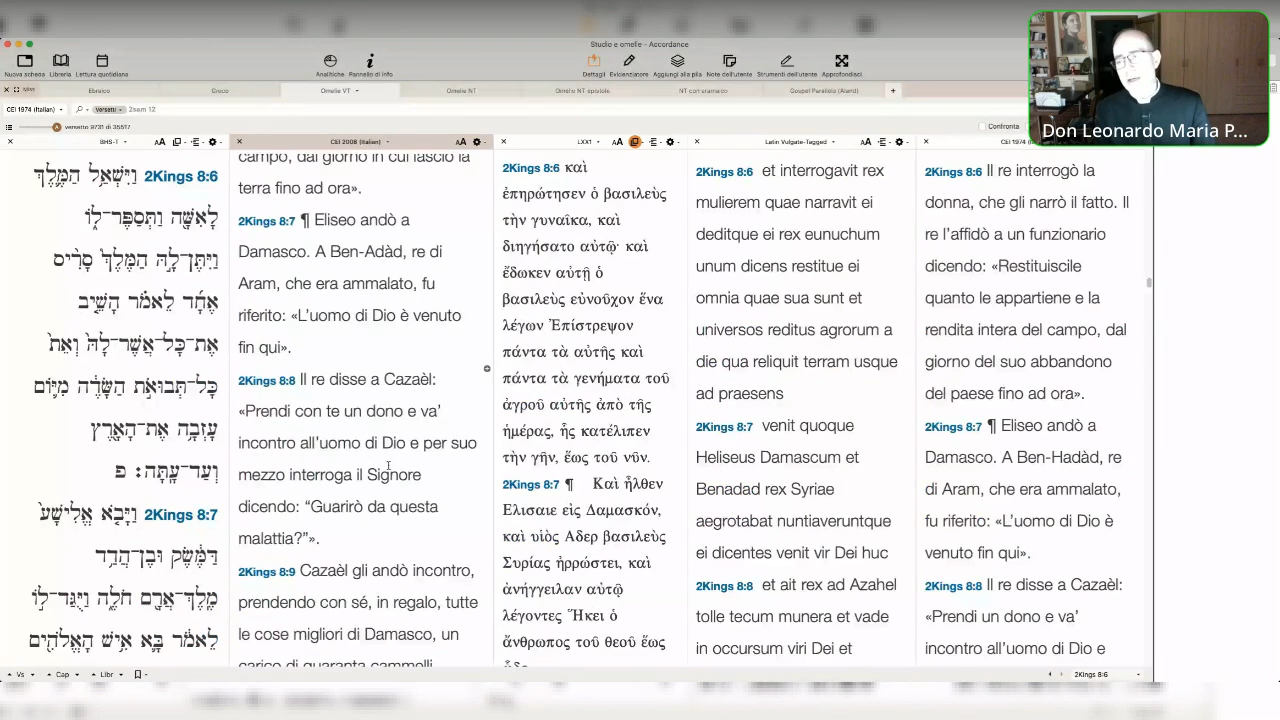 Studio e omelie - Accordance
Nuova scheda
Libreria
Lettura quotidiana
Analitiche
Pannello di info
Dettagli
Evidenziatore
Aggiungi alla pila
Note dell'utente
Strumenti dell'utente
Approfondisci
Ebraico
Greco
Omelie VT
Omelie NT
Omelie NT epistole
NT con aramaico
Gospel Parallels (Aland)
CEI 1974 (Italian)
Versetti
2sam 12
versetto 9731 di 35517
Confronta
BHS-T
2Kings 8:6 וַיִּשְׁאַ֥ל הַמֶּ֛לֶךְ
לָאִשָּׁ֖ה וַתְּסַפֶּר־ל֑וֹ
וַיִּתֶּן־לָ֣הּ הַמֶּלֶךְ֩ סָרִ֨יס
אֶחָ֜ד לֵאמֹ֗ר הָשֵׁ֤יב
אֶת־כָּל־אֲשֶׁר־לָהּ֙ וְאֵת֙
כָּל־תְּבוּאֹ֣ת הַשָּׂדֶ֔ה מִיּ֛וֹם
עָזְבָ֥ה אֶת־הָאָ֖רֶץ
וְעַד־עָֽתָּה׃ פ
2Kings 8:7 וַיָּבֹ֤א אֱלִישָׁע֙
דַּמֶּ֔שֶׂק וּבֶן־הֲדַ֥ד
מֶֽלֶךְ־אֲרָ֖ם חֹלֶ֑ה וַיֻּגַּד־ל֣וֹ
לֵאמֹ֔ר בָּ֛א אִ֥ישׁ הָאֱלֹהִ֖ים
CEI 2008 (Italian)
campo, dal giorno in cui lasciò la
terra fino ad ora».
2Kings 8:7 ¶ Eliseo andò a
Damasco. A Ben-Adàd, re di
Aram, che era ammalato, fu
riferito: «L'uomo di Dio è venuto
fin qui».
2Kings 8:8 Il re disse a Cazaèl:
«Prendi con te un dono e va'
incontro all'uomo di Dio e per suo
mezzo interroga il Signore
dicendo: “Guarirò da questa
malattia?”».
2Kings 8:9 Cazaèl gli andò incontro,
prendendo con sé, in regalo, tutte
le cose migliori di Damasco, un
carico di quaranta cammelli
LXX1
2Kings 8:6 καὶ
ἐπηρώτησεν ὁ βασιλεὺς
τὴν γυναῖκα, καὶ
διηγήσατο αὐτῷ· καὶ
ἔδωκεν αὐτῇ ὁ
βασιλεὺς εὐνοῦχον ἕνα
λέγων Ἐπίστρεψον
πάντα τὰ αὐτῆς καὶ
πάντα τὰ γενήματα τοῦ
ἀγροῦ αὐτῆς ἀπὸ τῆς
ἡμέρας, ἧς κατέλιπεν
τὴν γῆν, ἕως τοῦ νῦν.
2Kings 8:7 ¶ Καὶ ἦλθεν
Ελισαιε εἰς Δαμασκόν,
καὶ υἱὸς Αδερ βασιλεὺς
Συρίας ἠρρώστει, καὶ
ἀνήγγειλαν αὐτῷ
λέγοντες Ἥκει ὁ
ἄνθρωπος τοῦ θεοῦ ἕως
ὧδε
Latin Vulgate-Tagged
2Kings 8:6 et interrogavit rex
mulierem quae narravit ei
deditque ei rex eunuchum
unum dicens restitue ei
omnia quae sua sunt et
universos reditus agrorum a
die qua reliquit terram usque
ad praesens
2Kings 8:7 venit quoque
Heliseus Damascum et
Benadad rex Syriae
aegrotabat nuntiaveruntque
ei dicentes venit vir Dei huc
2Kings 8:8 et ait rex ad Azahel
tolle tecum munera et vade
in occursum viri Dei et
CEI 1974
2Kings 8:6 Il re interrogò la
donna, che gli narrò il fatto. Il
re l'affidò a un funzionario
dicendo: «Restituiscile
quanto le appartiene e la
rendita intera del campo, dal
giorno del suo abbandono
del paese fino ad ora».
2Kings 8:7 ¶ Eliseo andò a
Damasco. A Ben-Hadàd, re
di Aram, che era ammalato,
fu riferito: «L'uomo di Dio è
venuto fin qui».
2Kings 8:8 Il re disse a Cazaèl:
«Prendi un dono e va'
incontro all'uomo di Dio e
Vs
Cap
Libr
2Kings 8:6
Don Leonardo Maria P...